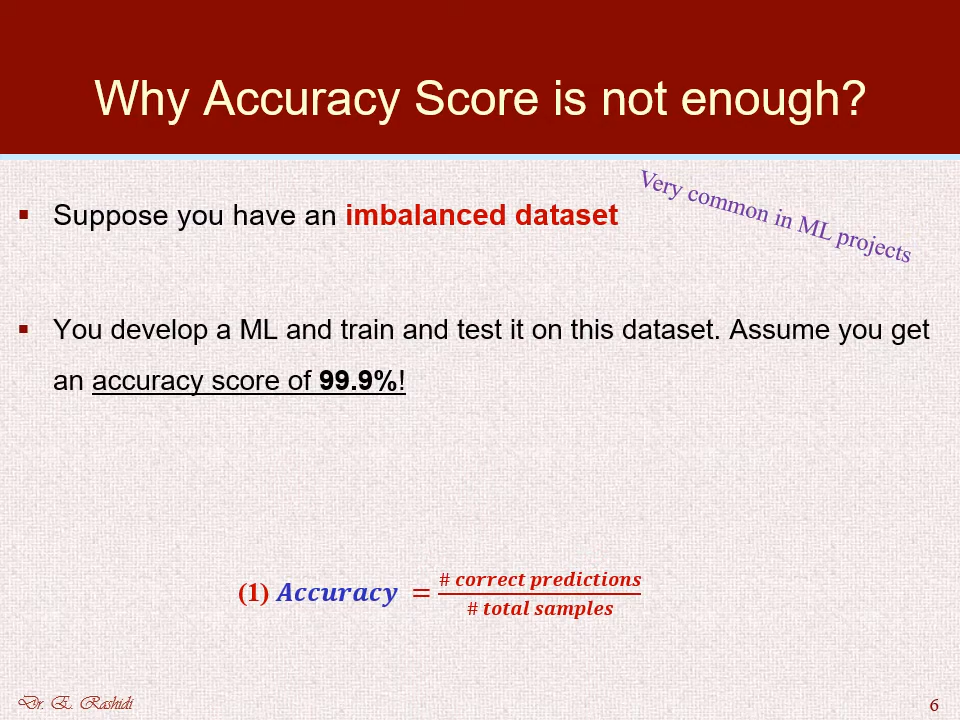 Why Accuracy Score is not enough?
Very common in ML projects
▪ Suppose you have an imbalanced dataset
▪ You develop a ML and train and test it on this dataset. Assume you get
an accuracy score of 99.9%!
(1) Accuracy = # correct predictions / # total samples
Dr. E. Rashidi
6